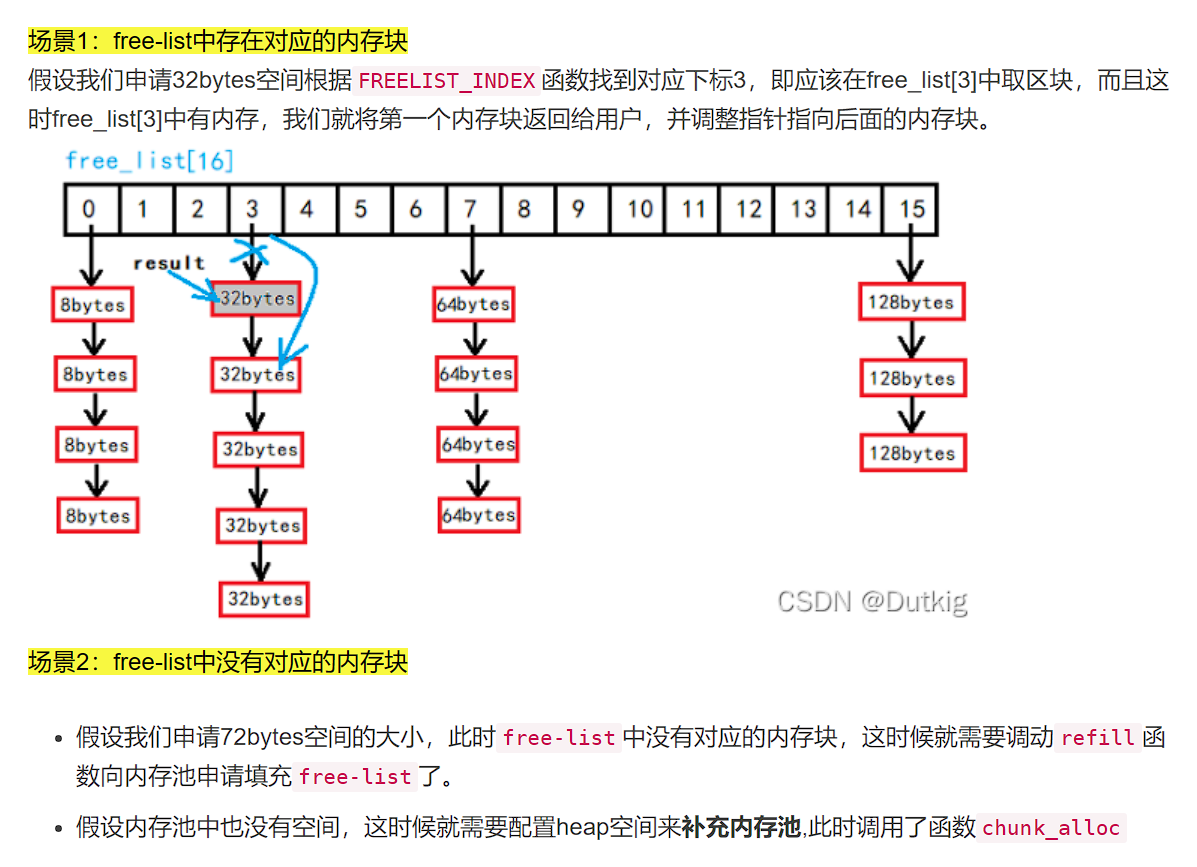 场景1：free-list中存在对应的内存块
假设我们申请32bytes空间根据 FREELIST_INDEX 函数找到对应下标3，即应该在free_list[3]中取区块，而且这
时free_list[3]中有内存，我们就将第一个内存块返回给用户，并调整指针指向后面的内存块。
free_list[16]
0 1 2 3 4 5 6 7 8 9 10 11 12 13 14 15
result
8bytes 32bytes 64bytes 128bytes
8bytes 32bytes 64bytes 128bytes
8bytes 32bytes 64bytes 128bytes
8bytes 32bytes 64bytes
32bytes
CSDN @Dutkig
场景2：free-list中没有对应的内存块
• 假设我们申请72bytes空间的大小，此时 free-list 中没有对应的内存块，这时候就需要调动 refill 函
数向内存池申请填充 free-list 了。
• 假设内存池中也没有空间，这时候就需要配置heap空间来补充内存池,此时调用了函数 chunk_alloc